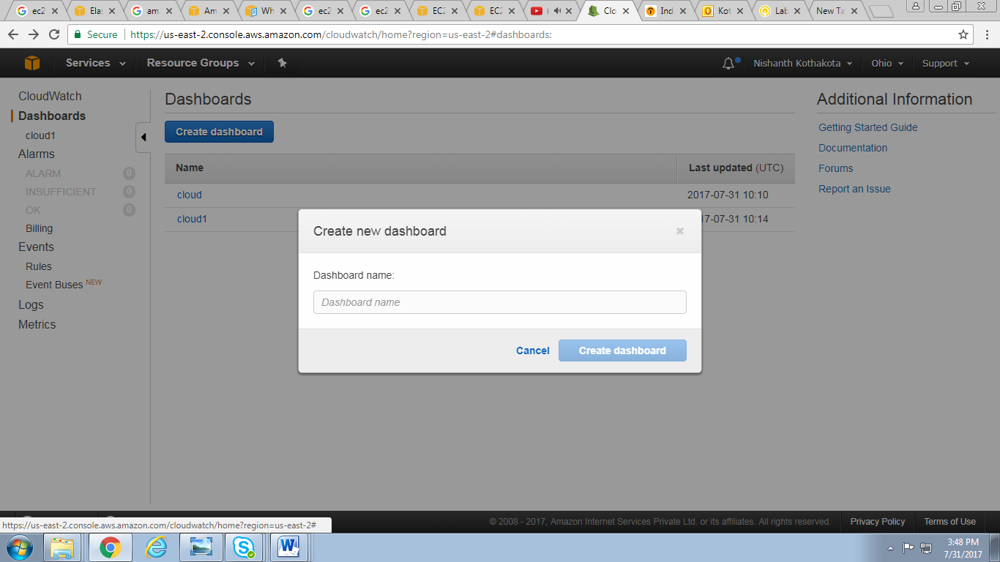 ec2
Elas
am
Am
Wh
ec2
ec2
EC2
EC2
Clo
Ind
Kot
Lab
New Ta
Secure
https://us-east-2.console.aws.amazon.com/cloudwatch/home?region=us-east-2#dashboards:
Services
Resource Groups
Nishanth Kothakota
Ohio
Support
CloudWatch
Dashboards
cloud1
Alarms
ALARM 0
INSUFFICIENT 0
OK 0
Billing
Events
Rules
Event Buses NEW
Logs
Metrics
Dashboards
Create dashboard
Name
Last updated (UTC)
cloud
2017-07-31 10:10
cloud1
17-07-31 10:14
Additional Information
Getting Started Guide
Documentation
Forums
Report an Issue
Create new dashboard
Dashboard name:
Dashboard name
Cancel
Create dashboard
https://us-east-2.console.aws.amazon.com/cloudwatch/home?region=us-east-2#
© 2008 - 2017, Amazon Internet Services Private Ltd. or its affiliates. All rights reserved.
Privacy Policy
Terms of Use
3:48 PM
7/31/2017